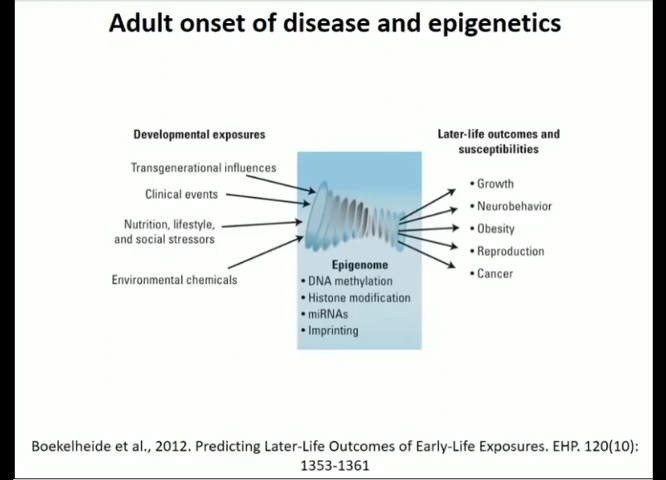 Adult onset of disease and epigenetics
Developmental exposures
Transgenerational influences
Clinical events
Nutrition, lifestyle,
and social stressors
Environmental chemicals
Epigenome
• DNA methylation
• Histone modification
• miRNAs
• Imprinting
Later-life outcomes and
susceptibilities
• Growth
• Neurobehavior
• Obesity
• Reproduction
• Cancer
Boekelheide et al., 2012. Predicting Later-Life Outcomes of Early-Life Exposures. EHP. 120(10):
1353-1361